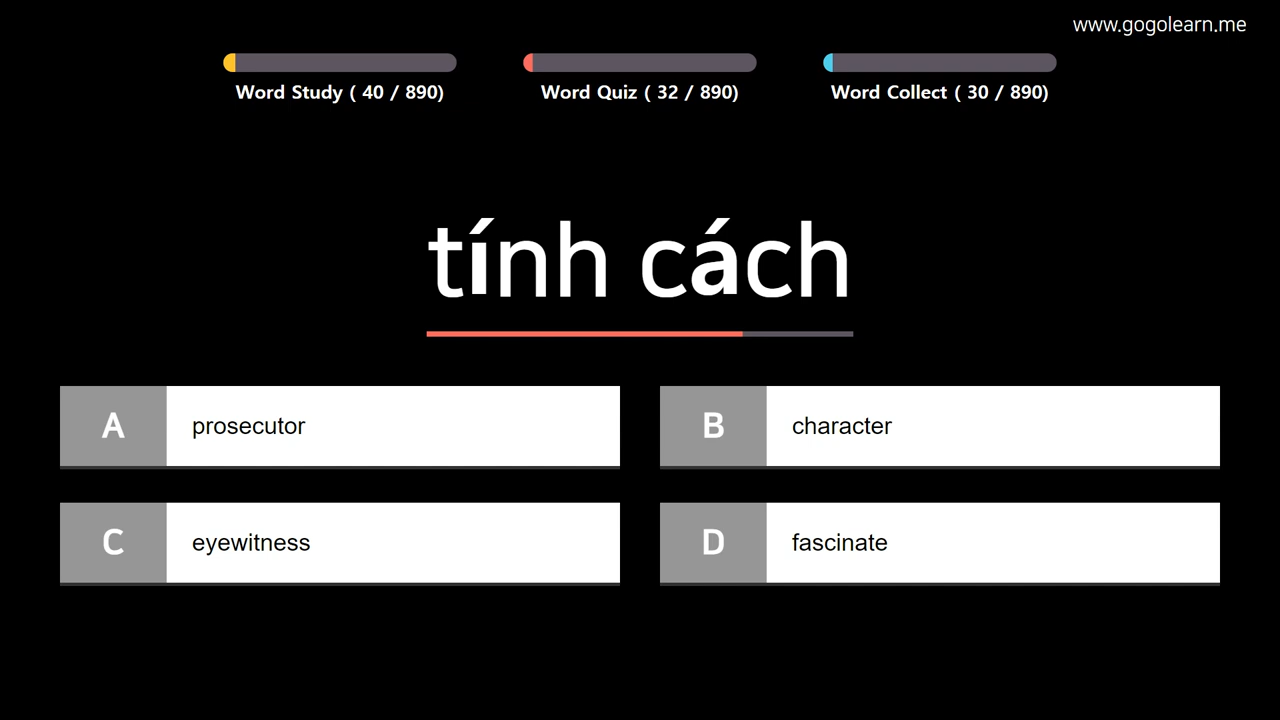 www.gogolearn.me
Word Study ( 40 / 890)
Word Quiz ( 32 / 890)
Word Collect ( 30 / 890)
tính cách
A prosecutor
B character
C eyewitness
D fascinate